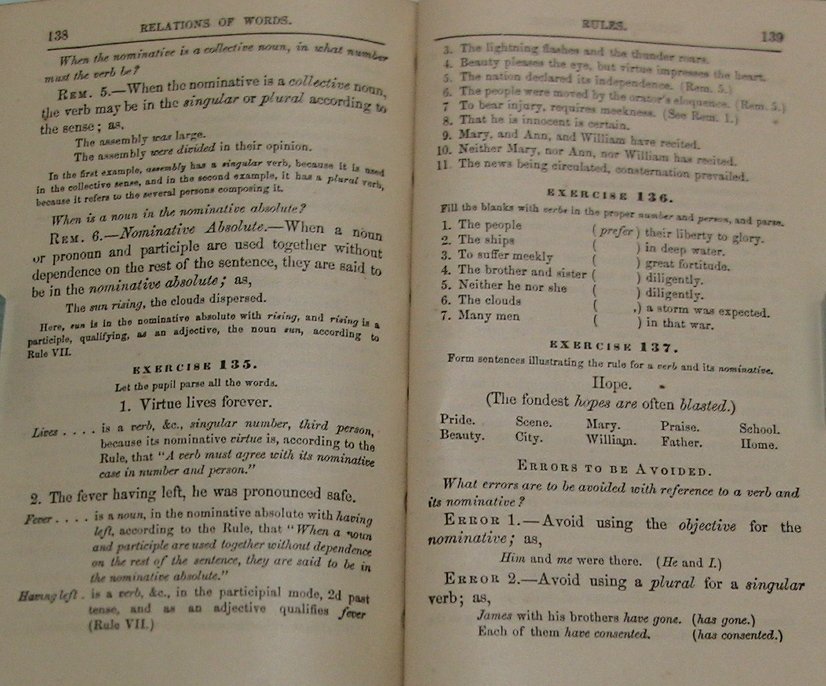 138 RELATIONS OF WORDS.
When the nominative is a collective noun, in what number
must the verb be?
REM. 5.—When the nominative is a collective noun,
the verb may be in the singular or plural according to
the sense; as,
The assembly was large.
The assembly were divided in their opinion.
In the first example, assembly has a singular verb, because it is used
in the collective sense, and in the second example, it has a plural verb,
because it refers to the several persons composing it.
When is a noun in the nominative absolute?
REM. 6.—Nominative Absolute.—When a noun
or pronoun and participle are used together without
dependence on the rest of the sentence, they are said to
be in the nominative absolute; as,
The sun rising, the clouds dispersed.
Here, sun is in the nominative absolute with rising, and rising is a
participle, qualifying, as an adjective, the noun sun, according to
Rule VII.
EXERCISE 135.
Let the pupil parse all the words.
1. Virtue lives forever.
Lives . . . . is a verb, &c., singular number, third person,
because its nominative virtue is, according to the
Rule, that "A verb must agree with its nominative
case in number and person."
2. The fever having left, he was pronounced safe.
Fever . . . . is a noun, in the nominative absolute with having
left, according to the Rule, that "When a noun
and participle are used together without dependence
on the rest of the sentence, they are said to be in
the nominative absolute."
Having left . is a verb, &c., in the participial mode, 2d past
tense, and as an adjective qualifies fever
(Rule VII.)
RULES. 139
3. The lightning flashes and the thunder roars.
4. Beauty pleases the eye, but virtue impresses the heart.
5. The nation declared its independence. (Rem. 5.)
6. The people were moved by the orator's eloquence. (Rem. 5.)
7 To bear injury, requires meekness. (See Rem. 1.)
8. That he is innocent is certain.
9. Mary, and Ann, and William have recited.
10. Neither Mary, nor Ann, nor William has recited.
11. The news being circulated, consternation prevailed.
EXERCISE 136.
Fill the blanks with verbs in the proper number and person, and parse.
1. The people (prefer) their liberty to glory.
2. The ships ( ) in deep water.
3. To suffer meekly ( ) great fortitude.
4. The brother and sister ( ) diligently.
5. Neither he nor she ( ) diligently.
6. The clouds ( .) a storm was expected.
7. Many men ( ) in that war.
EXERCISE 137.
Form sentences illustrating the rule for a verb and its nominative.
Hope.
(The fondest hopes are often blasted.)
Pride. Scene. Mary. Praise. School.
Beauty. City. William. Father. Home.
ERRORS TO BE AVOIDED.
What errors are to be avoided with reference to a verb and
its nominative?
ERROR 1.—Avoid using the objective for the
nominative; as,
Him and me were there. (He and I.)
ERROR 2.—Avoid using a plural for a singular
verb; as,
James with his brothers have gone. (has gone.)
Each of them have consented. (has consented.)